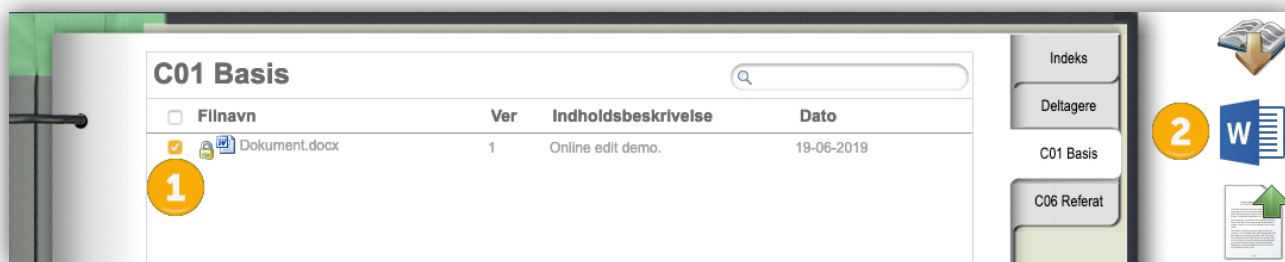 C01 Basis
Filnavn Ver Indholdsbeskrivelse Dato
Dokument.docx 1 Online edit demo. 19-06-2019
1
Indeks
Deltagere
C01 Basis
C06 Referat
2
W